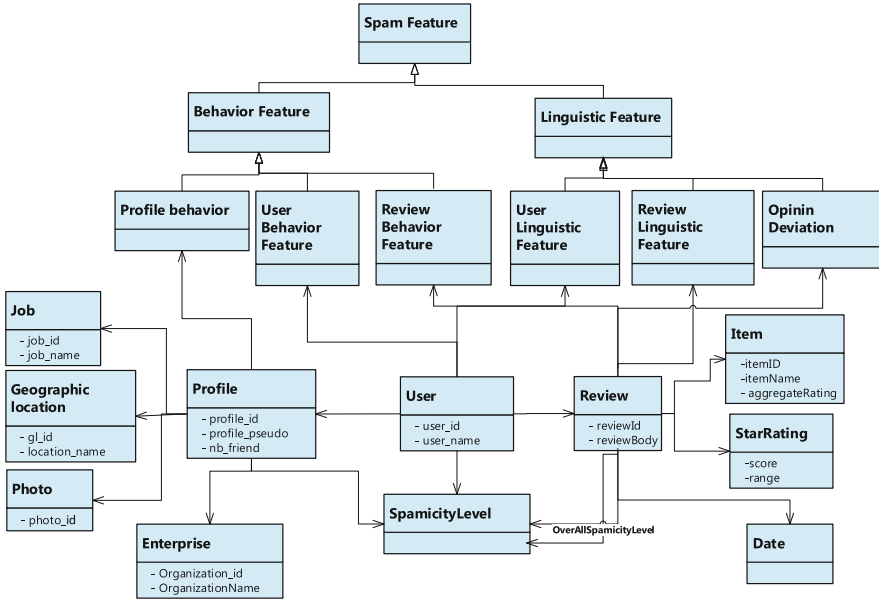 Spam Feature
Behavior Feature
Linguistic Feature
Profile behavior
User
Behavior
Feature
Review
Behavior
Feature
User
Linguistic
Feature
Review
Linguistic
Feature
Opinin
Deviation
Job
- job_id
- job_name
Geographic
location
- gl_id
- location_name
Photo
- photo_id
Profile
- profile_id
- profile_pseudo
- nb_friend
User
- user_id
- user_name
Review
- reviewId
- reviewBody
Item
-itemID
-itemName
- aggregateRating
StarRating
-score
-range
Enterprise
- Organization_id
- OrganizationName
SpamicityLevel
OverAllSpamicityLevel
Date